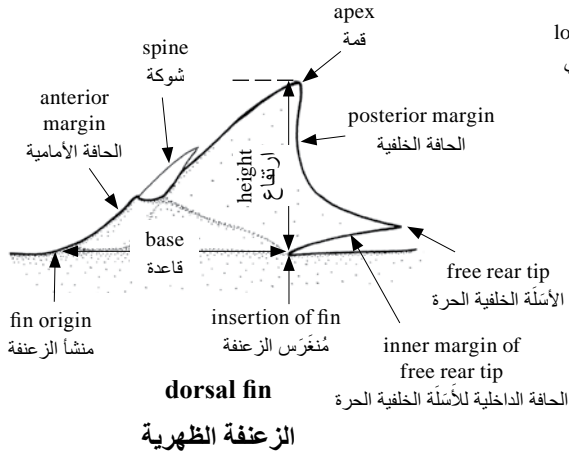 apex
قمة
spine
شوكة
anterior
margin
الحافة الأمامية
posterior margin
الحافة الخلفية
height
ارتفاع
base
قاعدة
free rear tip
الأسَلَة الخلفية الحرة
fin origin
منشأ الزعنفة
insertion of fin
مُنغَرَس الزعنفة
inner margin of
free rear tip
الحافة الداخلية للأَسَلَة الخلفية الحرة
dorsal fin
الزعنفة الظهرية